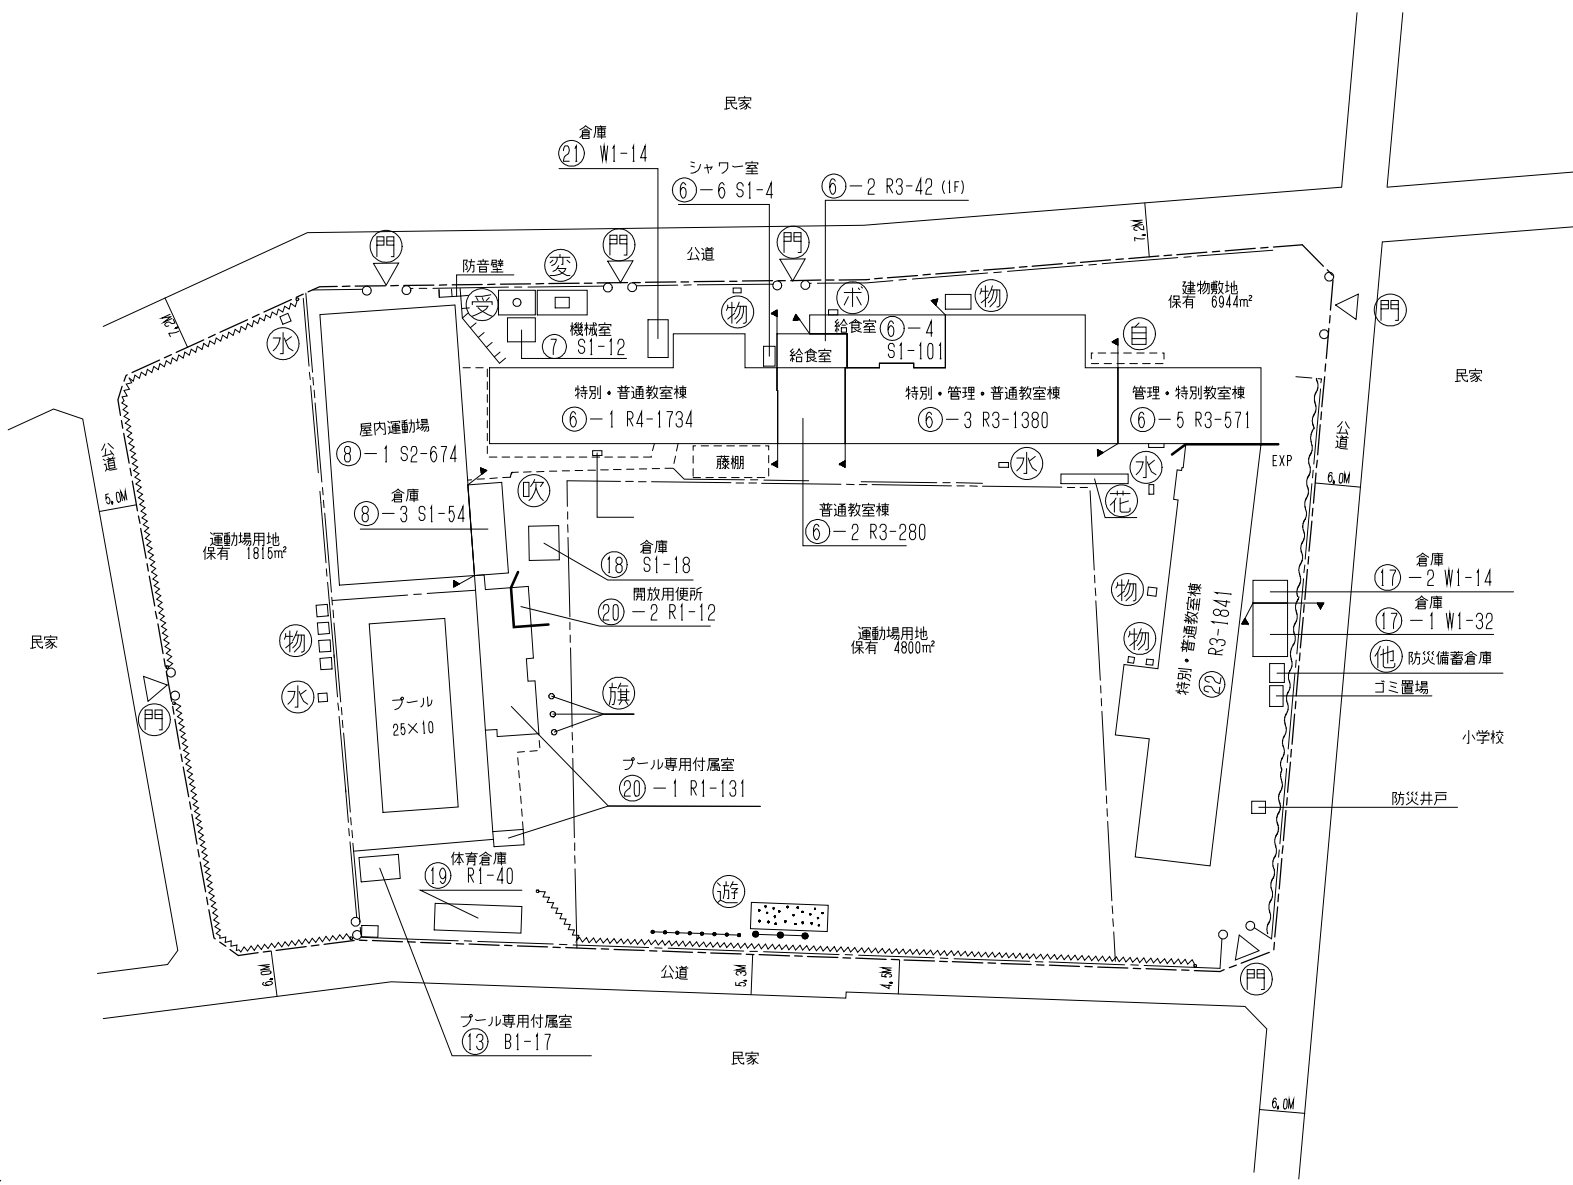 民家
倉庫
21 W1-14
シャワー室
6-6 S1-4
6-2 R3-42 (1F)
門
門
門
公道
7.2M
防音壁
変
受
物
ボ
物
建物敷地
保有 6944m²
門
機械室
7 S1-12
給食室
6-4
S1-101
給食室
自
水
民家
特別・普通教室棟
6-1 R4-1734
特別・管理・普通教室棟
6-3 R3-1380
管理・特別教室棟
6-5 R3-571
屋内運動場
8-1 S2-674
公道
5.0M
公道
6.0M
藤棚
水
水
EXP
倉庫
8-3 S1-54
吹
花
普通教室棟
6-2 R3-280
運動場用地
保有 1815m²
倉庫
18 S1-18
開放用便所
20-2 R1-12
倉庫
17-2 W1-14
倉庫
17-1 W1-32
物
物
特別・普通教室棟
22 R3-1841
運動場用地
保有 4800m²
民家
物
水
他 防災備蓄倉庫
ゴミ置場
旗
プール
25×10
門
小学校
プール専用付属室
20-1 R1-131
防災井戸
体育倉庫
19 R1-40
遊
公道
6.0M
5.3M
4.5M
門
プール専用付属室
13 B1-17
民家
6.0M